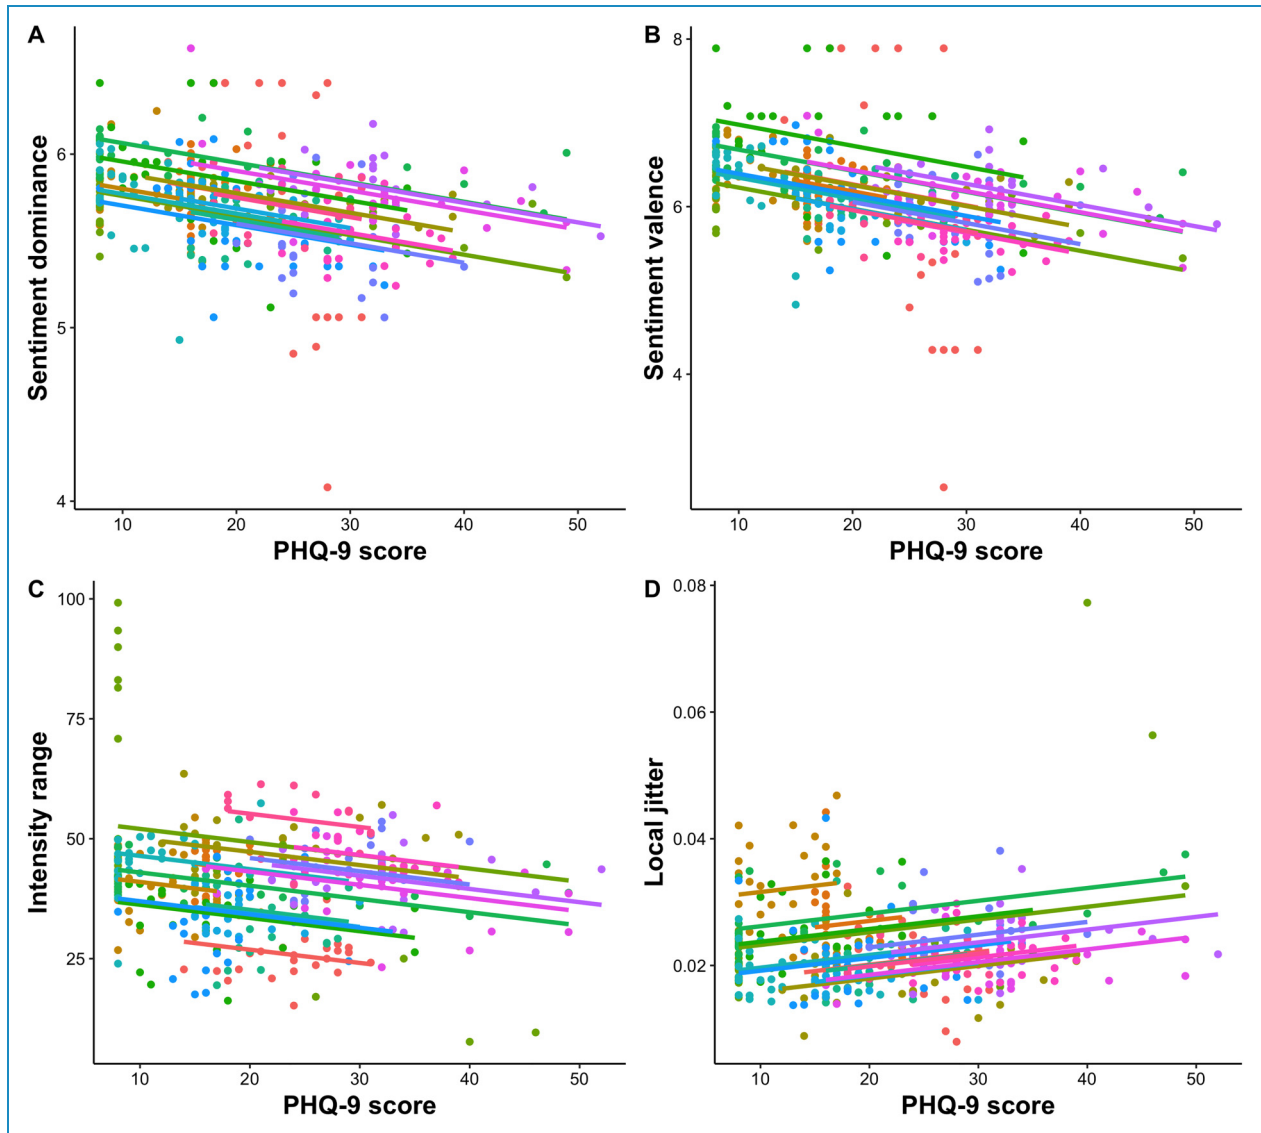 A
Sentiment dominance
6
5
4
10 20 30 40 50
PHQ-9 score
B
Sentiment valence
8
6
4
10 20 30 40 50
PHQ-9 score
C
Intensity range
100
75
50
25
10 20 30 40 50
PHQ-9 score
D
Local jitter
0.08
0.06
0.04
0.02
10 20 30 40 50
PHQ-9 score